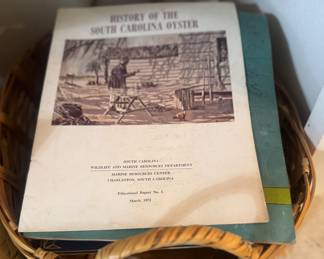 HISTORY OF THE
SOUTH CAROLINA OYSTER
SOUTH CAROLINA
WILDLIFE AND MARINE RESOURCES DEPARTMENT
MARINE RESOURCES CENTER
CHARLESTON, SOUTH CAROLINA
Educational Report No. 1
March, 1975